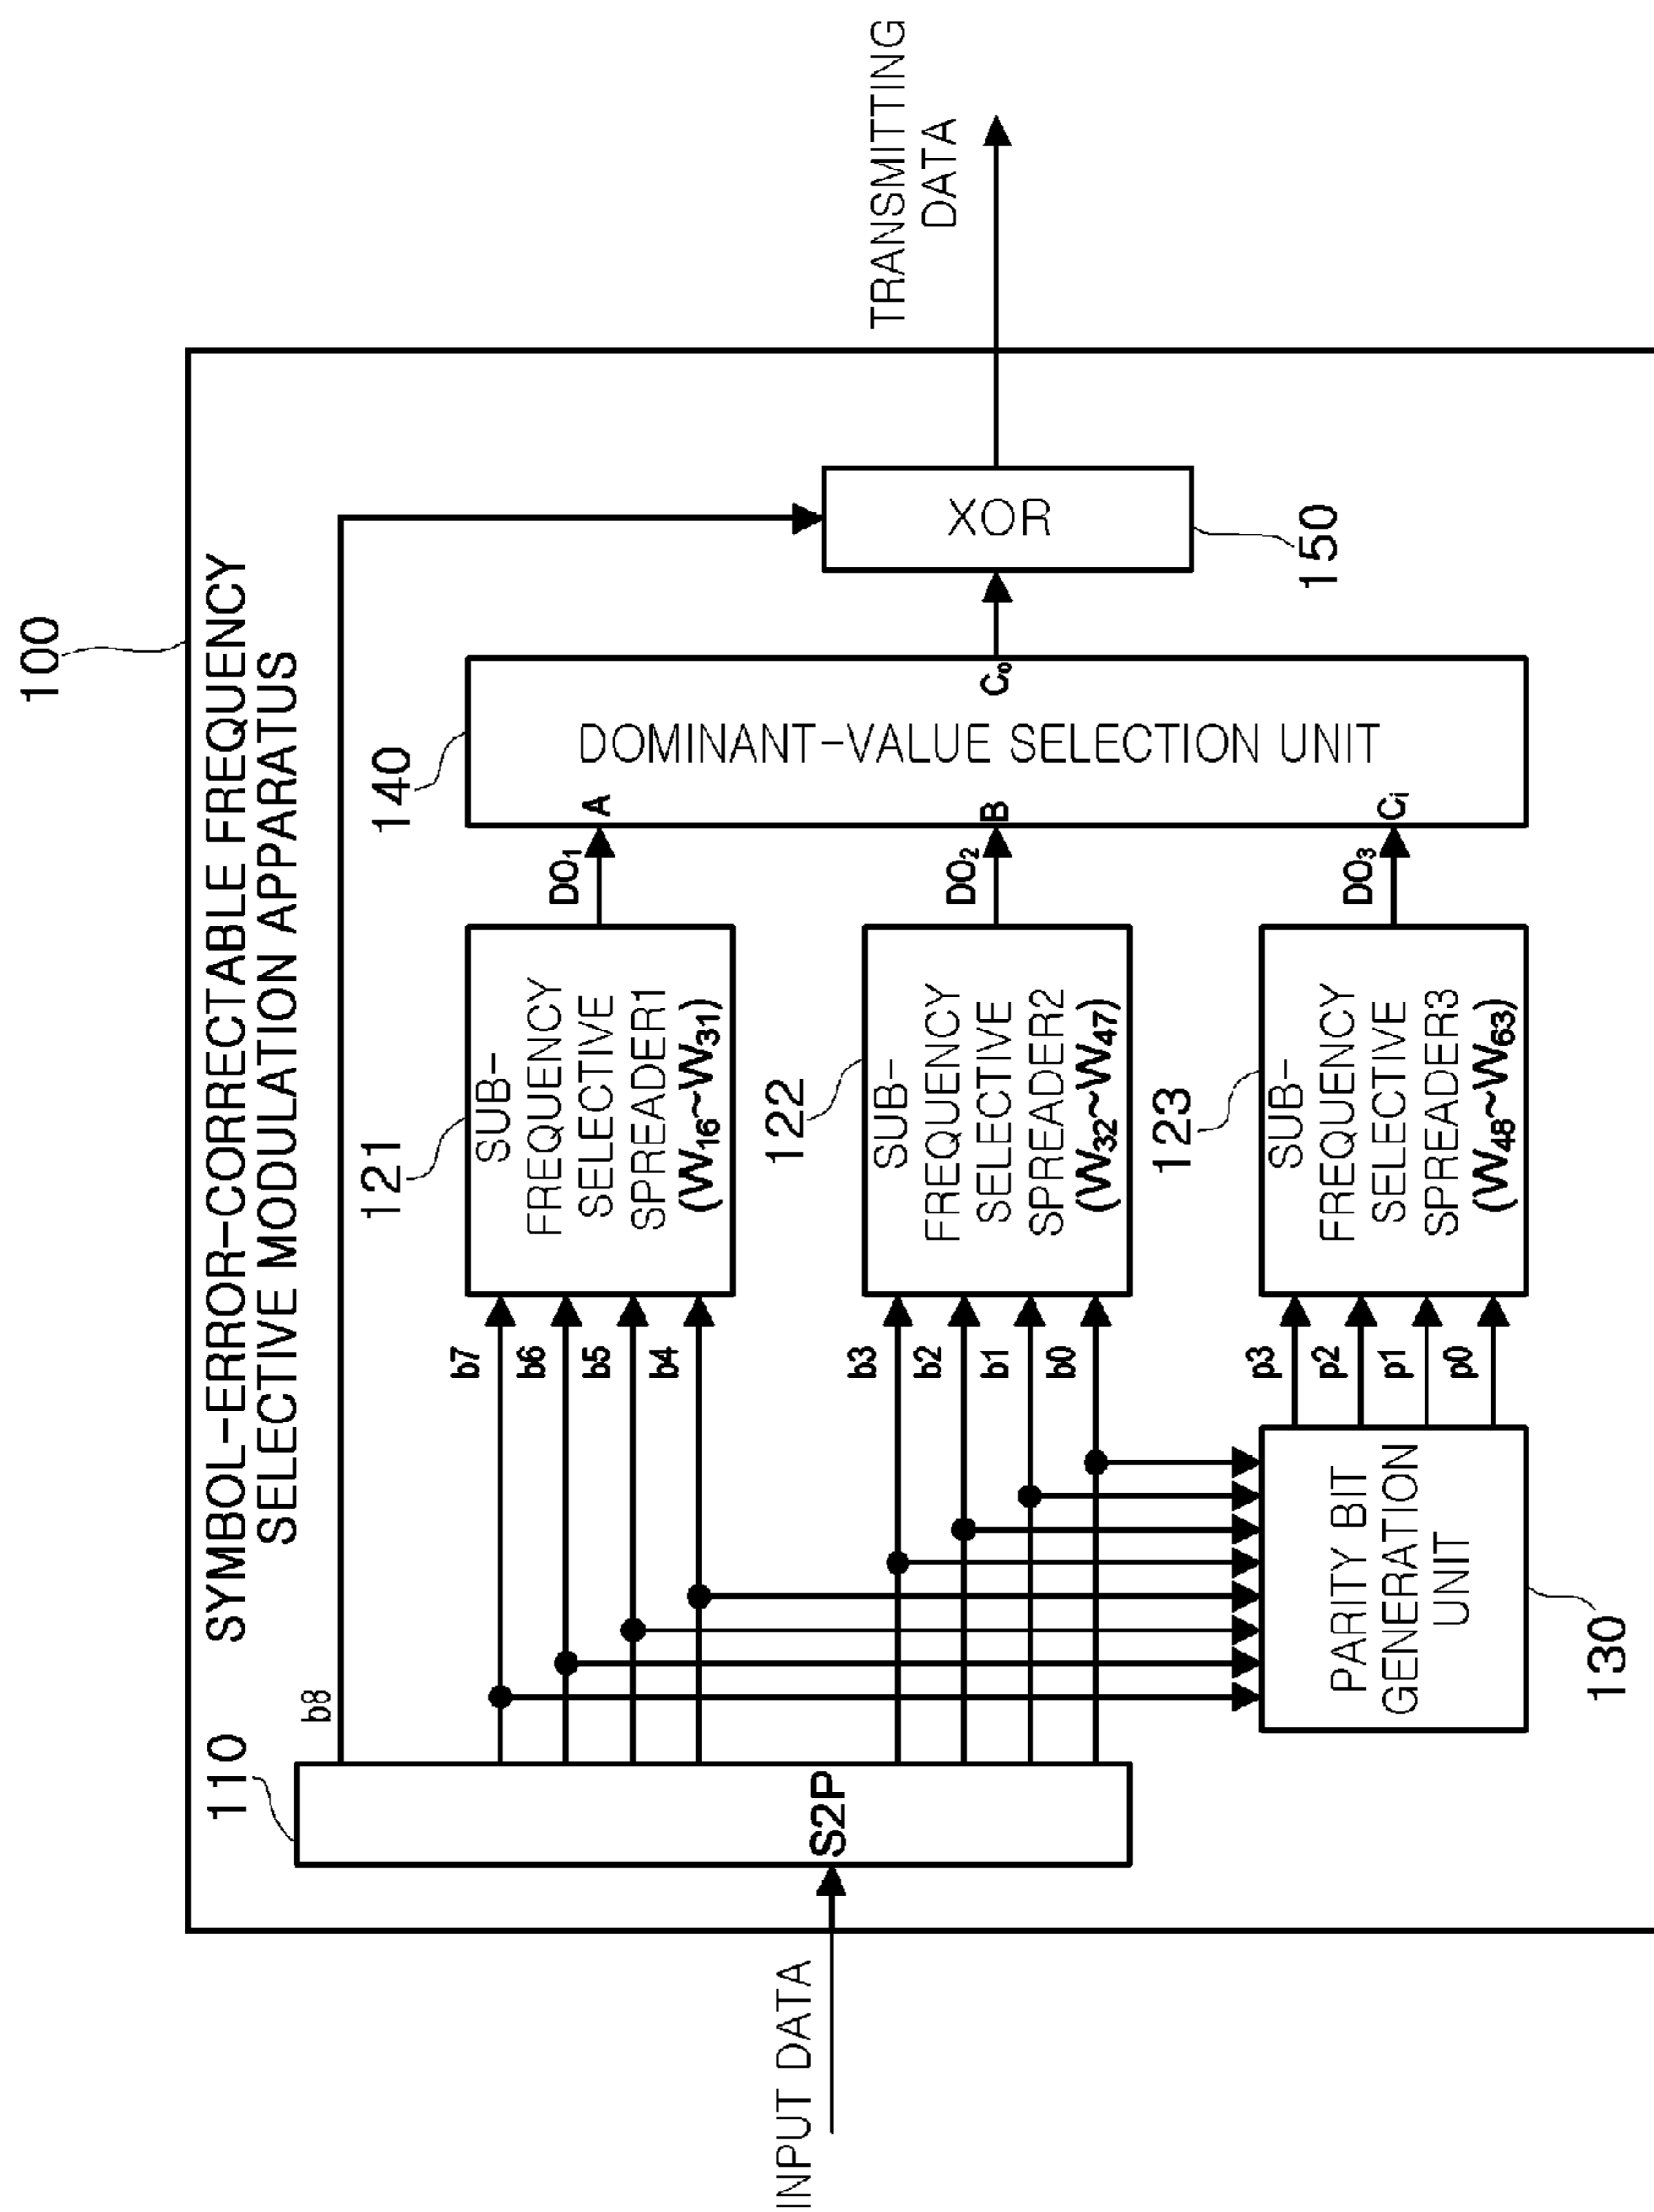 100
SYMBOL-ERROR-CORRECTABLE FREQUENCY
SELECTIVE MODULATION APPARATUS
110
b8
INPUT DATA
S2P
b7
b6
b5
b4
b3
b2
b1
b0
121
SUB-
FREQUENCY
SELECTIVE
SPREADER1
(W16~W31)
122
SUB-
FREQUENCY
SELECTIVE
SPREADER2
(W32~W47)
PARITY BIT
GENERATION
UNIT
130
p3
p2
p1
p0
123
SUB-
FREQUENCY
SELECTIVE
SPREADER3
(W48~W63)
DO1
DO2
DO3
140
A
B
Ci
DOMINANT-VALUE SELECTION UNIT
Co
XOR
150
TRANSMITTING
DATA